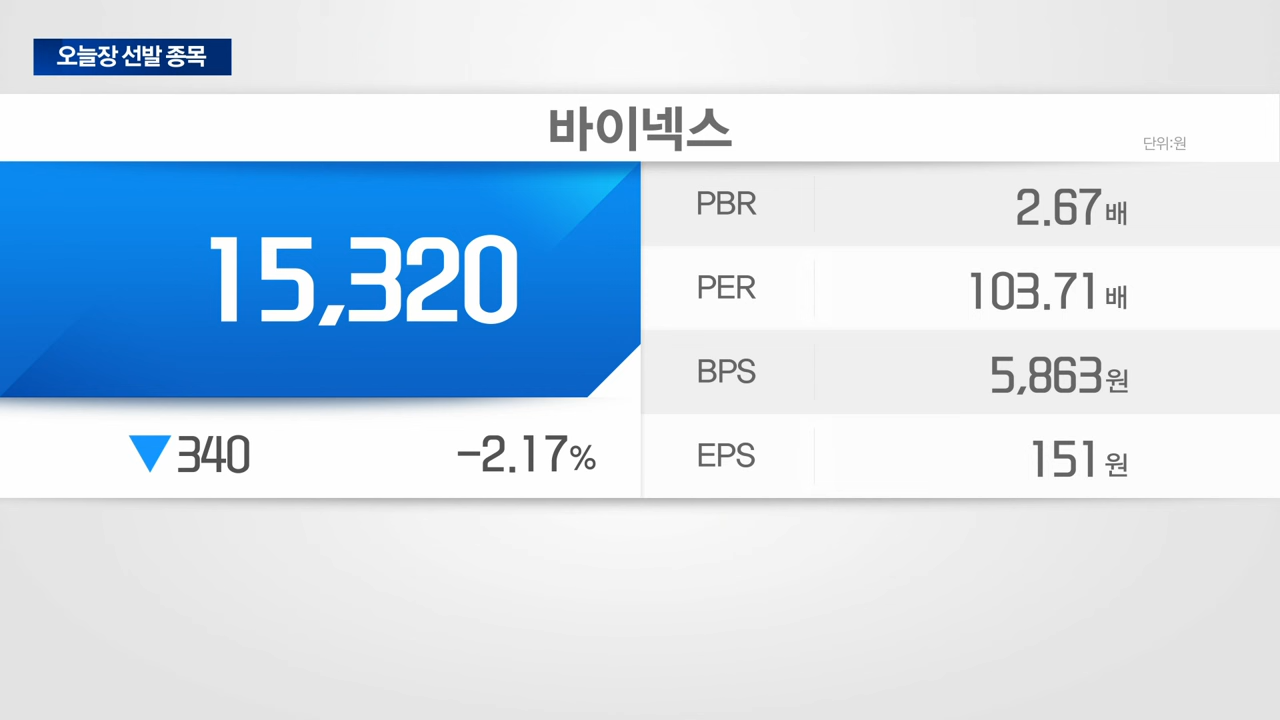 오늘장 선발 종목
바이넥스
단위:원
15,320
▼340 -2.17%
PBR 2.67배
PER 103.71배
BPS 5,863원
EPS 151원